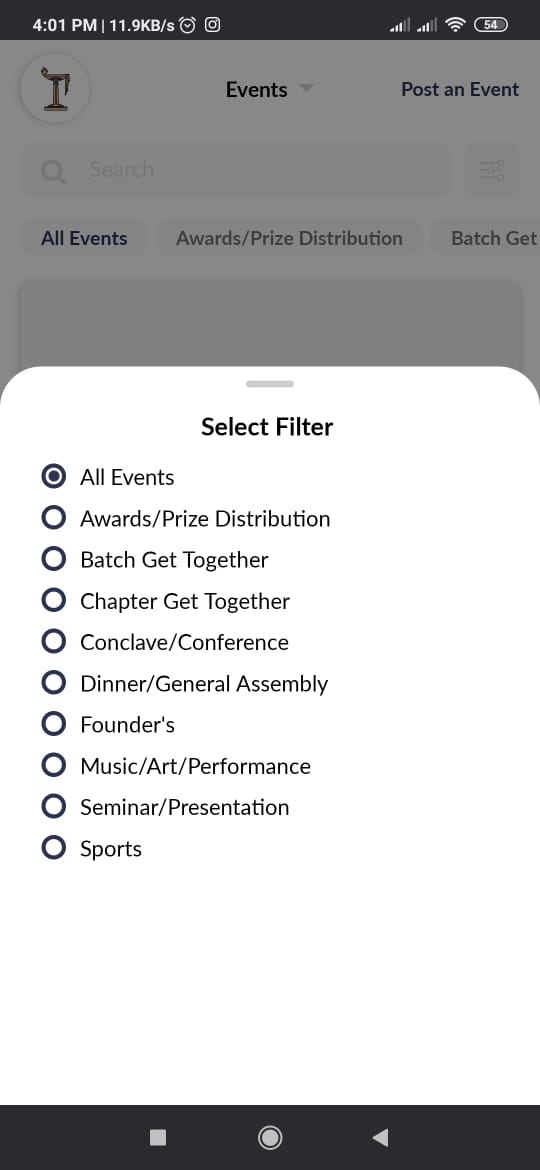 4:01 PM | 11.9KB/s 54
Events Post an Event
Search
All Events Awards/Prize Distribution Batch Get
Select Filter
All Events
Awards/Prize Distribution
Batch Get Together
Chapter Get Together
Conclave/Conference
Dinner/General Assembly
Founder's
Music/Art/Performance
Seminar/Presentation
Sports